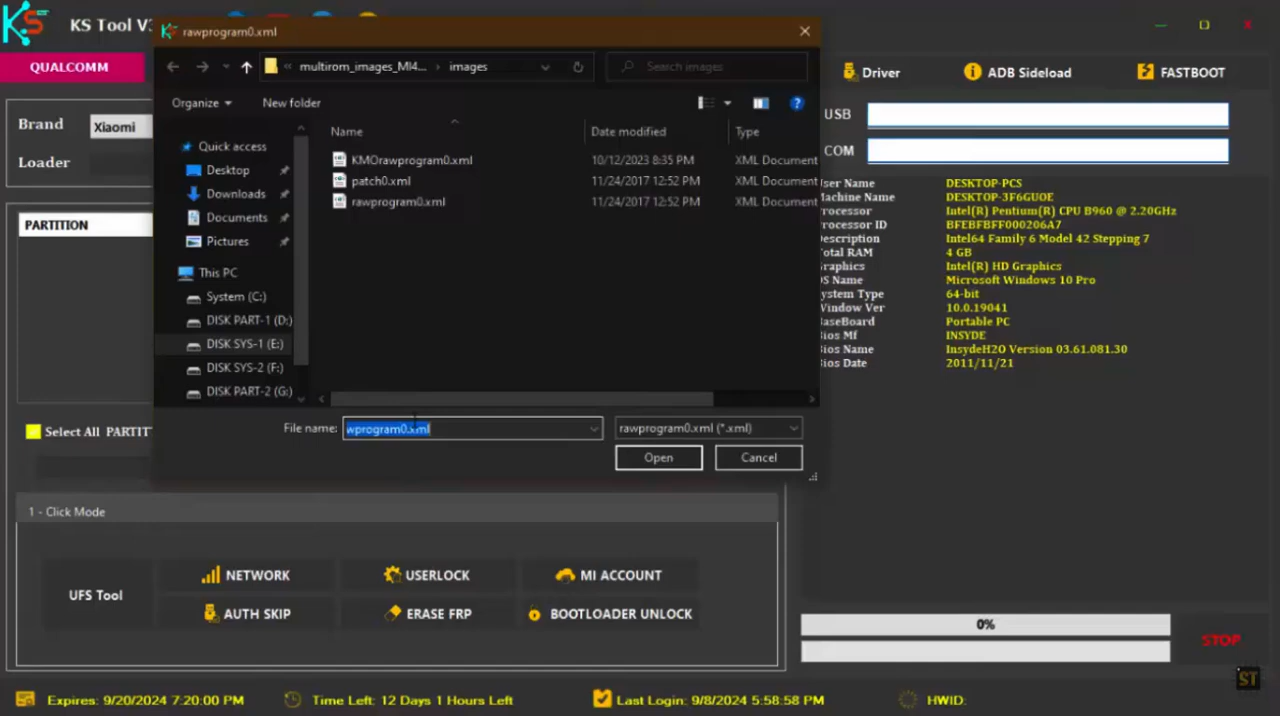 KS Tool V3
rawprogram0.xml
QUALCOMM
multirom_images_MI4... › images
Search images
Driver
ADB Sideload
FASTBOOT
Organize
New folder
Brand
Xiaomi
Loader
USB
COM
Name
Date modified
Type
Quick access
Desktop
Downloads
Documents
Pictures
This PC
System (C:)
DISK PART-1 (D:)
DISK SYS-1 (E:)
DISK SYS-2 (F:)
DISK PART-2 (G:)
KMOrawprogram0.xml 10/12/2023 8:35 PM XML Document
patch0.xml 11/24/2017 12:52 PM XML Document
rawprogram0.xml 11/24/2017 12:52 PM XML Document
PARTITION
User Name DESKTOP-PCS
Machine Name DESKTOP-3F6GUOE
Processor Intel(R) Pentium(R) CPU B960 @ 2.20GHz
Processor ID BFEBFBFF000206A7
Description Intel64 Family 6 Model 42 Stepping 7
Total RAM 4 GB
Graphics Intel(R) HD Graphics
OS Name Microsoft Windows 10 Pro
System Type 64-bit
Window Ver 10.0.19041
BaseBoard Portable PC
Bios Mf INSYDE
Bios Name InsydeH2O Version 03.61.081.30
Bios Date 2011/11/21
Select All PARTIT
File name: wprogram0.xml
rawprogram0.xml (*.xml)
Open
Cancel
1 - Click Mode
UFS Tool
NETWORK
USERLOCK
MI ACCOUNT
AUTH SKIP
ERASE FRP
BOOTLOADER UNLOCK
0%
STOP
ST
Expires: 9/20/2024 7:20:00 PM
Time Left: 12 Days 1 Hours Left
Last Login: 9/8/2024 5:58:58 PM
HWID: